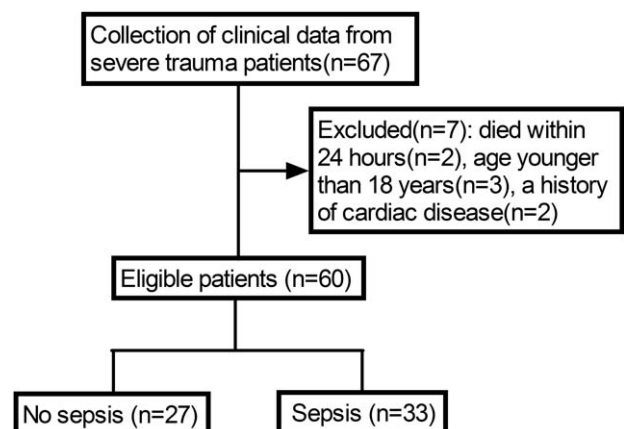 Collection of clinical data from
severe trauma patients(n=67)
Excluded(n=7): died within
24 hours(n=2), age younger
than 18 years(n=3), a history
of cardiac disease(n=2)
Eligible patients (n=60)
No sepsis (n=27)
Sepsis (n=33)